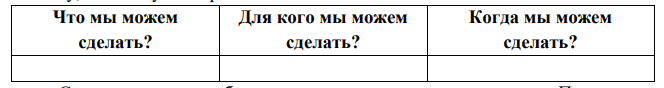 Что мы можем сделать?
Для кого мы можем сделать?
Когда мы можем сделать?